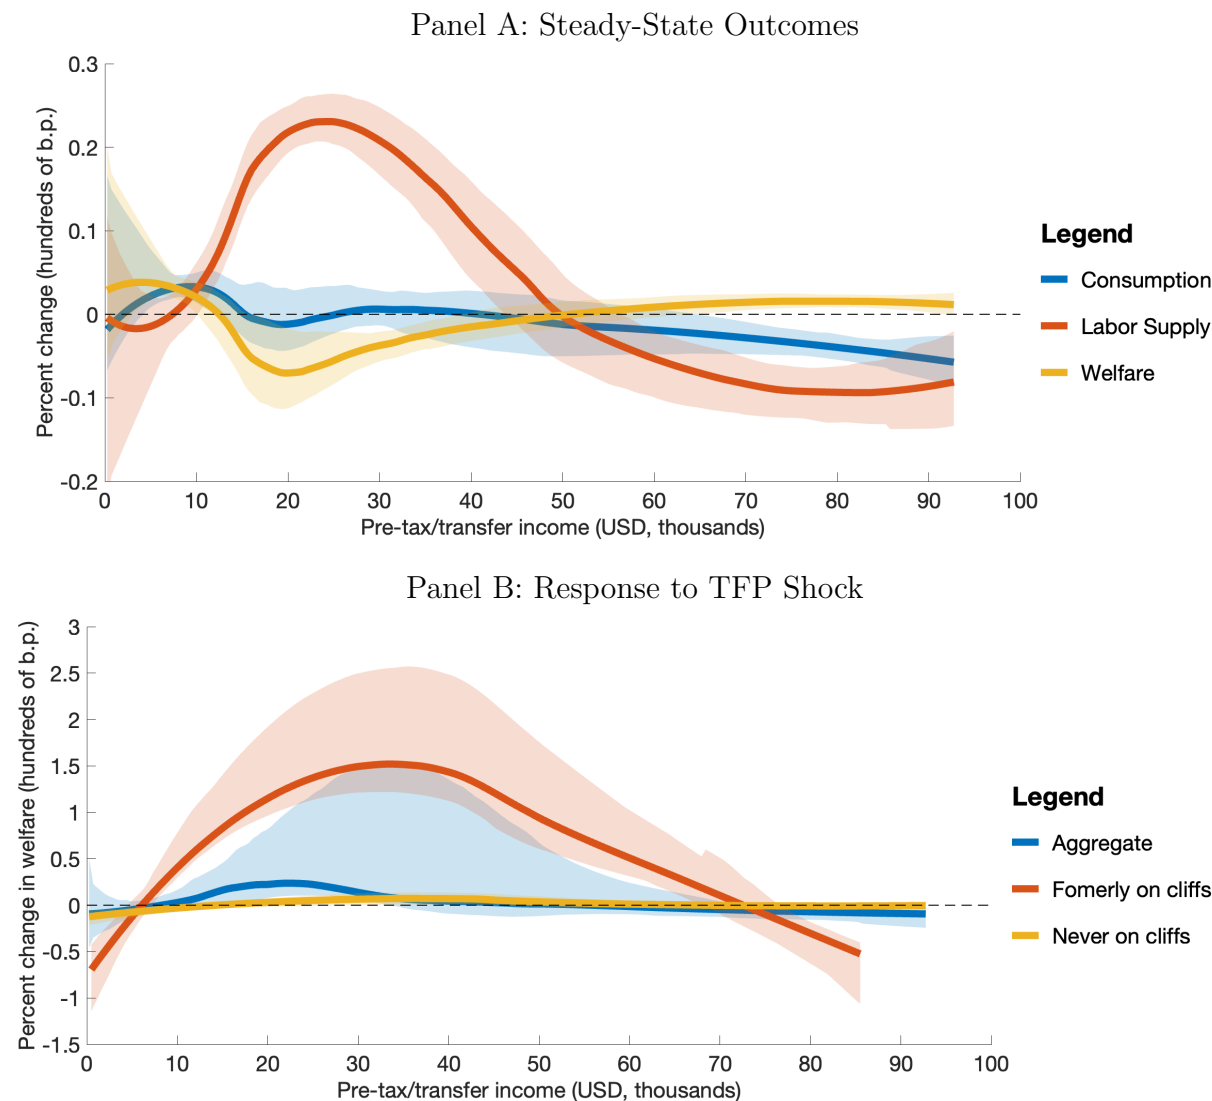 Panel A: Steady-State Outcomes
0.3
0.2
0.1
0
-0.1
-0.2
Percent change (hundreds of b.p.)
0 10 20 30 40 50 60 70 80 90 100
Pre-tax/transfer income (USD, thousands)
Legend
Consumption
Labor Supply
Welfare
Panel B: Response to TFP Shock
3
2.5
2
1.5
1
0.5
0
-0.5
-1
-1.5
Percent change in welfare (hundreds of b.p.)
0 10 20 30 40 50 60 70 80 90 100
Pre-tax/transfer income (USD, thousands)
Legend
Aggregate
Fomerly on cliffs
Never on cliffs